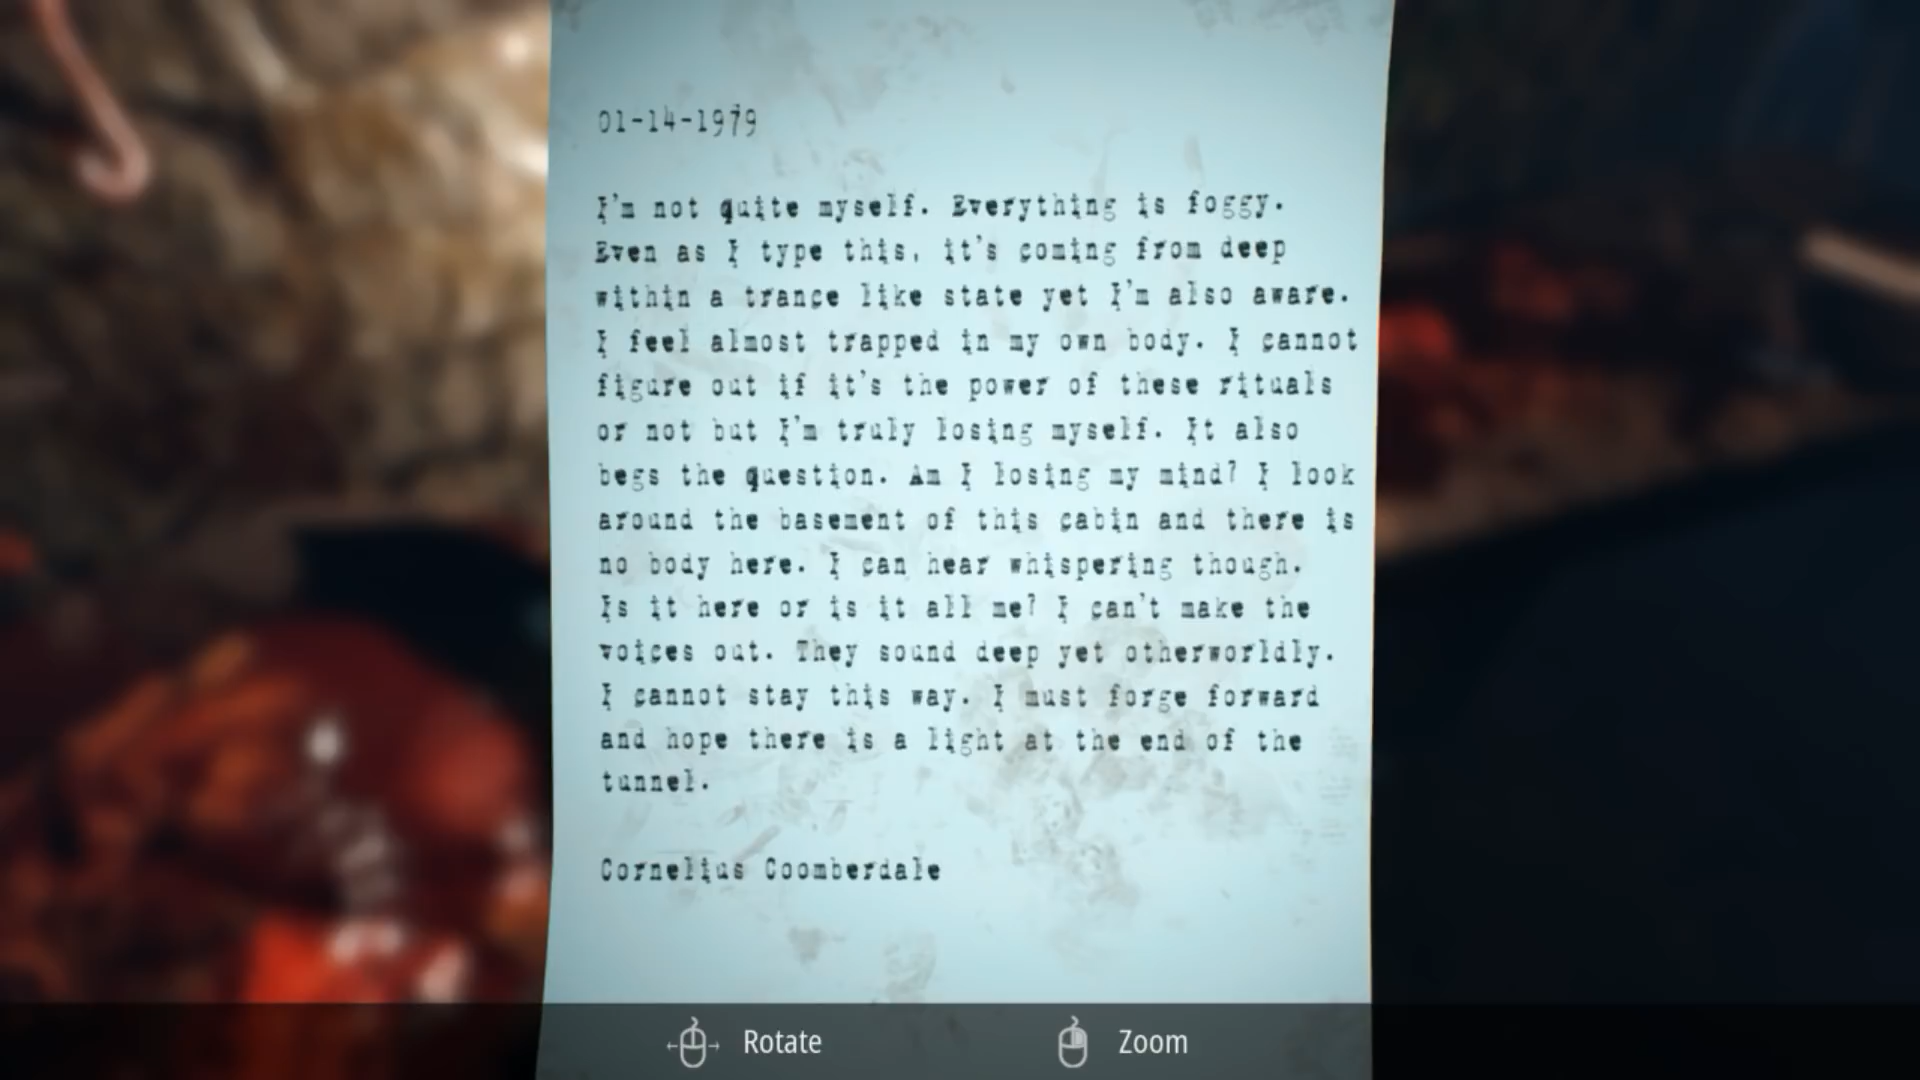 01-14-1979
I'm not quite myself. Everything is foggy.
Even as I type this, it's coming from deep
within a trance like state yet I'm also aware.
I feel almost trapped in my own body. I cannot
figure out if it's the power of these rituals
or not but I'm truly losing myself. It also
begs the question. Am I losing my mind? I look
around the basement of this cabin and there is
no body here. I can hear whispering though.
Is it here or is it all me? I can't make the
voices out. They sound deep yet otherworldly.
I cannot stay this way. I must forge forward
and hope there is a light at the end of the
tunnel.
Cornelius Coomberdale
Rotate Zoom